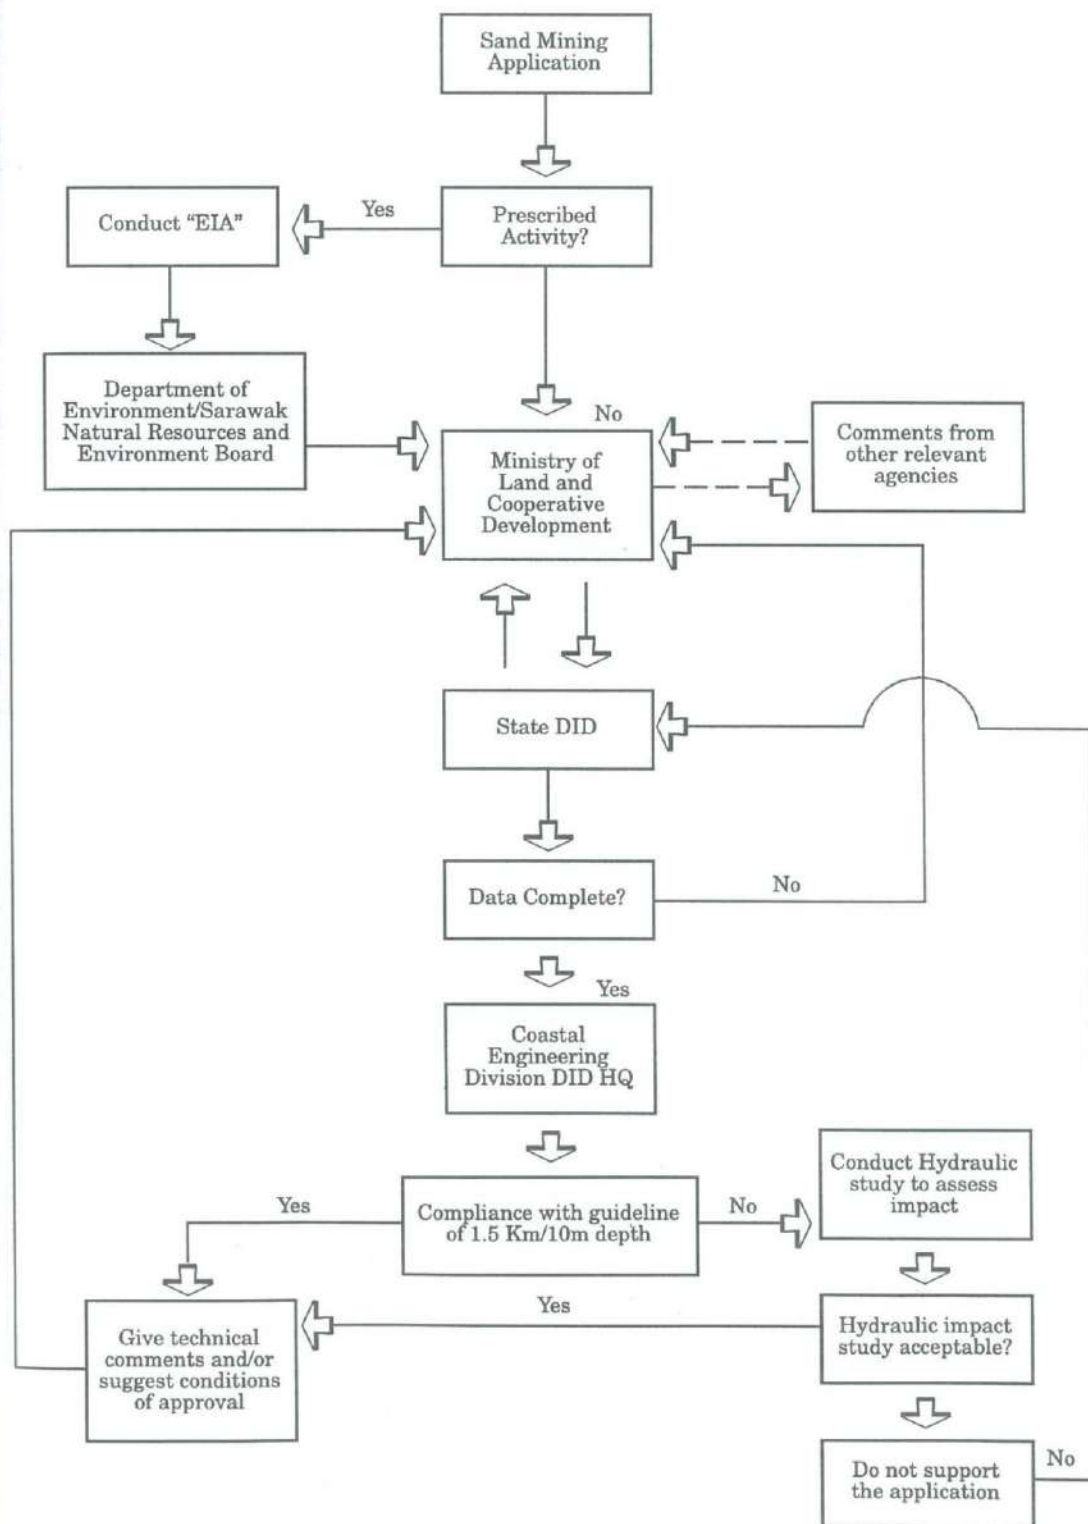 Sand Mining
Application
Yes
Conduct "EIA"
Prescribed
Activity?
Department of
Environment/Sarawak
Natural Resources and
Environment Board
No
Ministry of
Land and
Cooperative
Development
Comments from
other relevant
agencies
State DID
Data Complete?
No
Yes
Coastal
Engineering
Division DID HQ
Yes
Compliance with guideline
of 1.5 Km/10m depth
No
Conduct Hydraulic
study to assess
impact
Yes
Give technical
comments and/or
suggest conditions
of approval
Hydraulic impact
study acceptable?
Do not support
the application
No